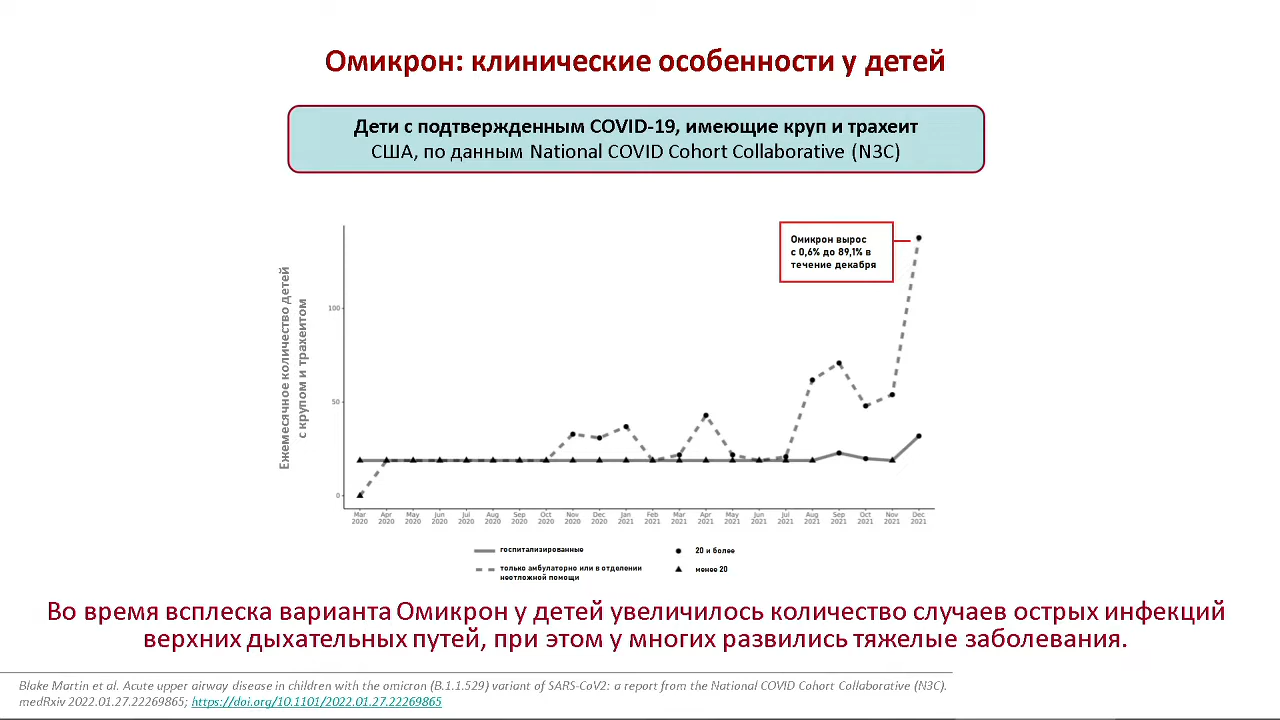 Омикрон: клинические особенности у детей
Дети с подтвержденным COVID-19, имеющие круп и трахеит
США, по данным National COVID Cohort Collaborative (N3C)
Ежемесячное количество детей
с крупом и трахеитом
Омикрон вырос
с 0,6% до 89,1% в
течение декабря
100
50
0
Mar Apr May Jun Jul Aug Sep Oct Nov Dec Jan Feb Mar Apr May Jun Jul Aug Sep Oct Nov Dec
2020 2020 2020 2020 2020 2020 2020 2020 2020 2020 2021 2021 2021 2021 2021 2021 2021 2021 2021 2021 2021 2021
госпитализированные
20 и более
только амбулаторно или в отделении
неотложной помощи
менее 20
Во время всплеска варианта Омикрон у детей увеличилось количество случаев острых инфекций
верхних дыхательных путей, при этом у многих развились тяжелые заболевания.
Blake Martin et al. Acute upper airway disease in children with the omicron (B.1.1.529) variant of SARS-CoV2: a report from the National COVID Cohort Collaborative (N3C).
medRxiv 2022.01.27.22269865; https://doi.org/10.1101/2022.01.27.22269865